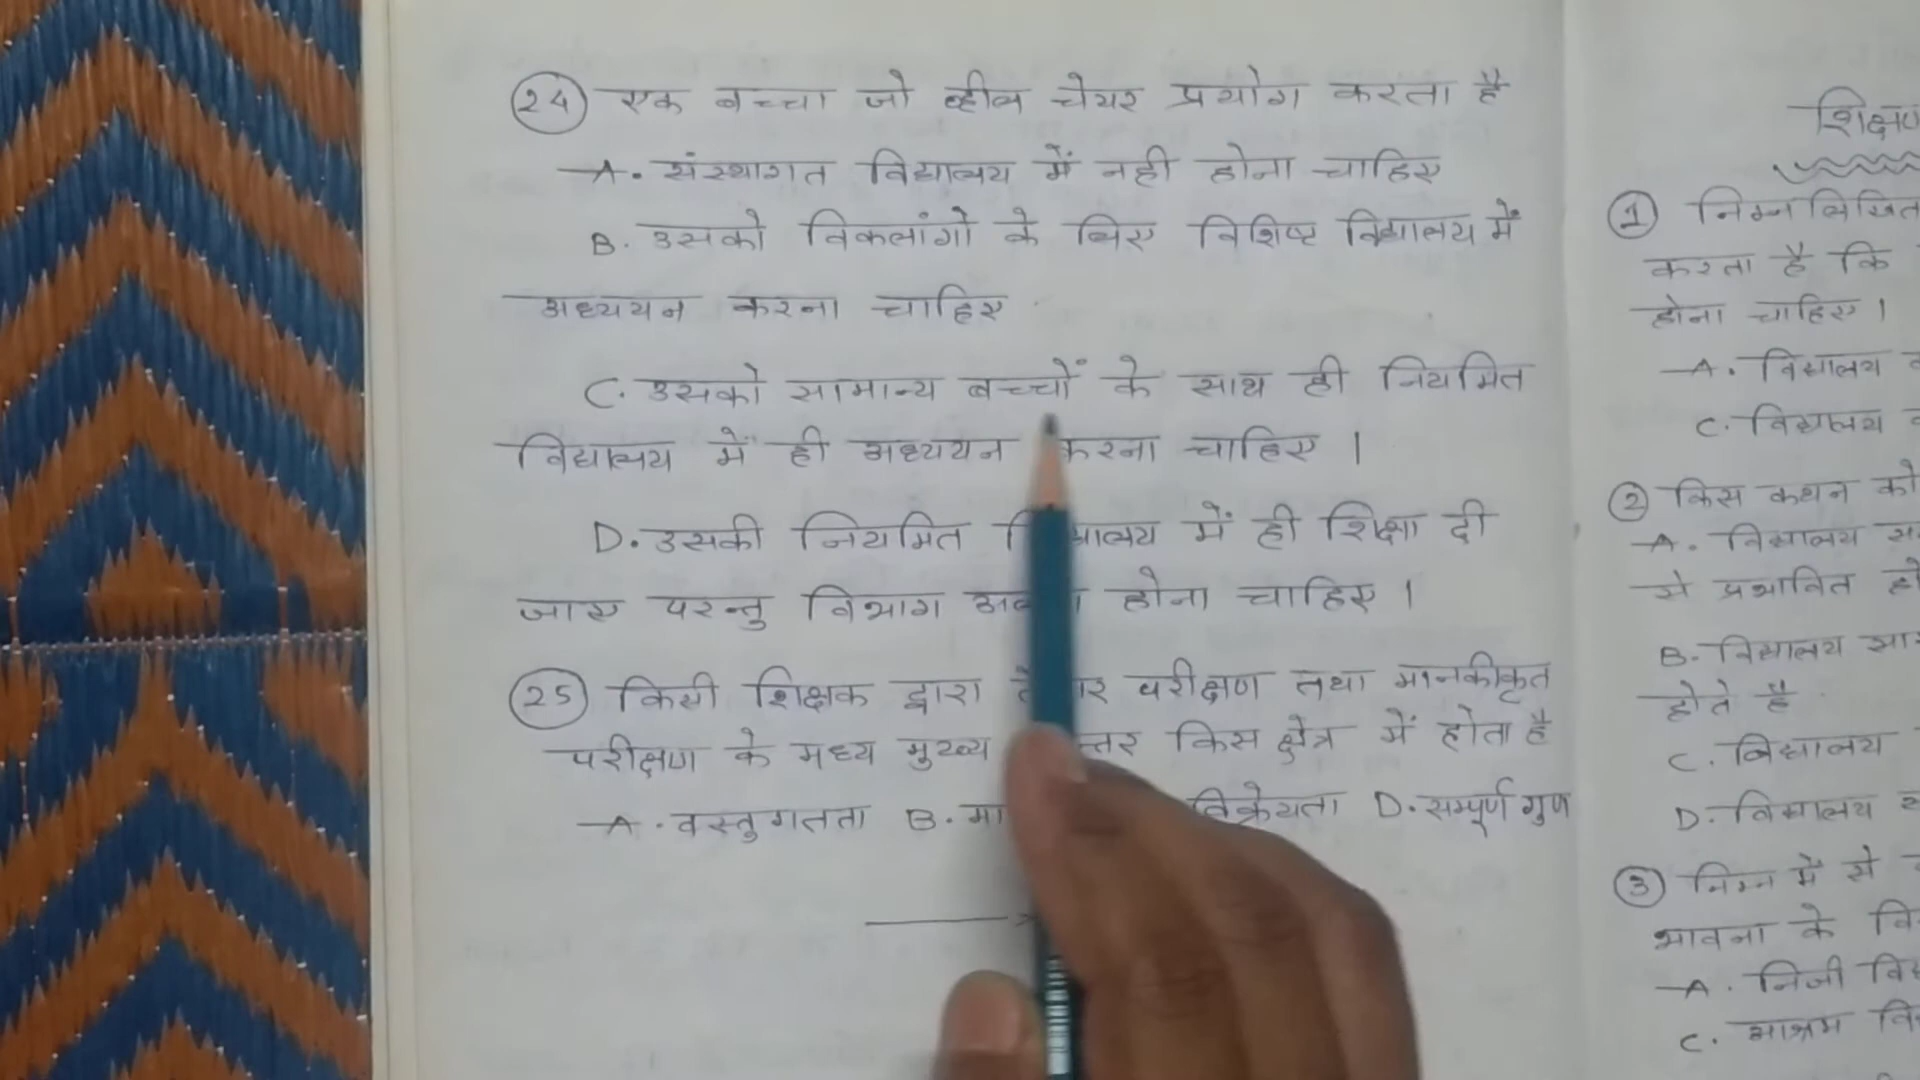 24 एक बच्चा जो व्हील चेयर प्रयोग करता है
A. संस्थागत विद्यालय में नही होना चाहिए
B. उसको विकलांगो के लिए विशिष्ट विद्यालय में
अध्ययन करना चाहिए
C. उसको सामान्य बच्चों के साथ ही नियमित
विद्यालय में ही अध्ययन करना चाहिए।
D. उसकी नियमित में ही शिक्षा दी
जाए परन्तु विभाग होना चाहिए।
25 किसी शिक्षक द्वारा परीक्षण तथा मानकीकृत
परीक्षण के मध्य मुख्य किस क्षेत्र में होता है
A. वस्तुगतता B. विक्रेयता D. सम्पूर्ण गुण
शिक्षण
1 निम्नलिखित
करता है कि
होना चाहिए।
A. विद्यालय
C. विद्यालय
2 किस कथन को
A. विद्यालय
से प्रभावित
B. विद्यालय
होते है
C. विद्यालय
D. विद्यालय
3 निम्न में से
भावना के
A. निजी
C. आश्रम